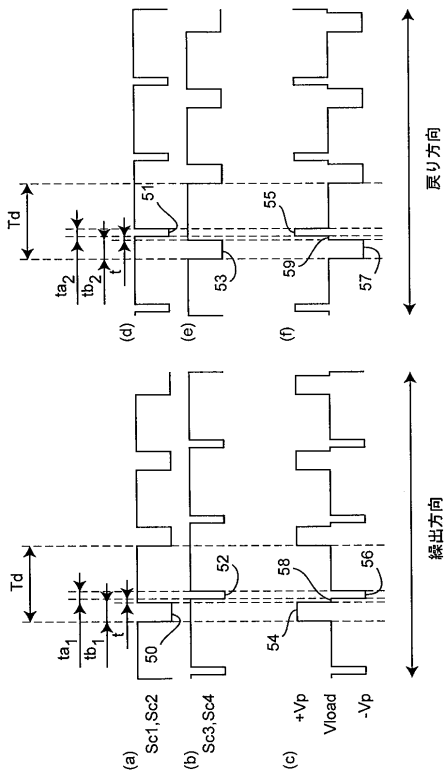 Td
ta1
tb1
t
(a)
Sc1,Sc2
50
(b)
Sc3,Sc4
52
(c)
+Vp
54
58
Vload
-Vp
56
繰出方向
Td
ta2
tb2
t
(d)
51
(e)
53
(f)
55
59
57
戻り方向